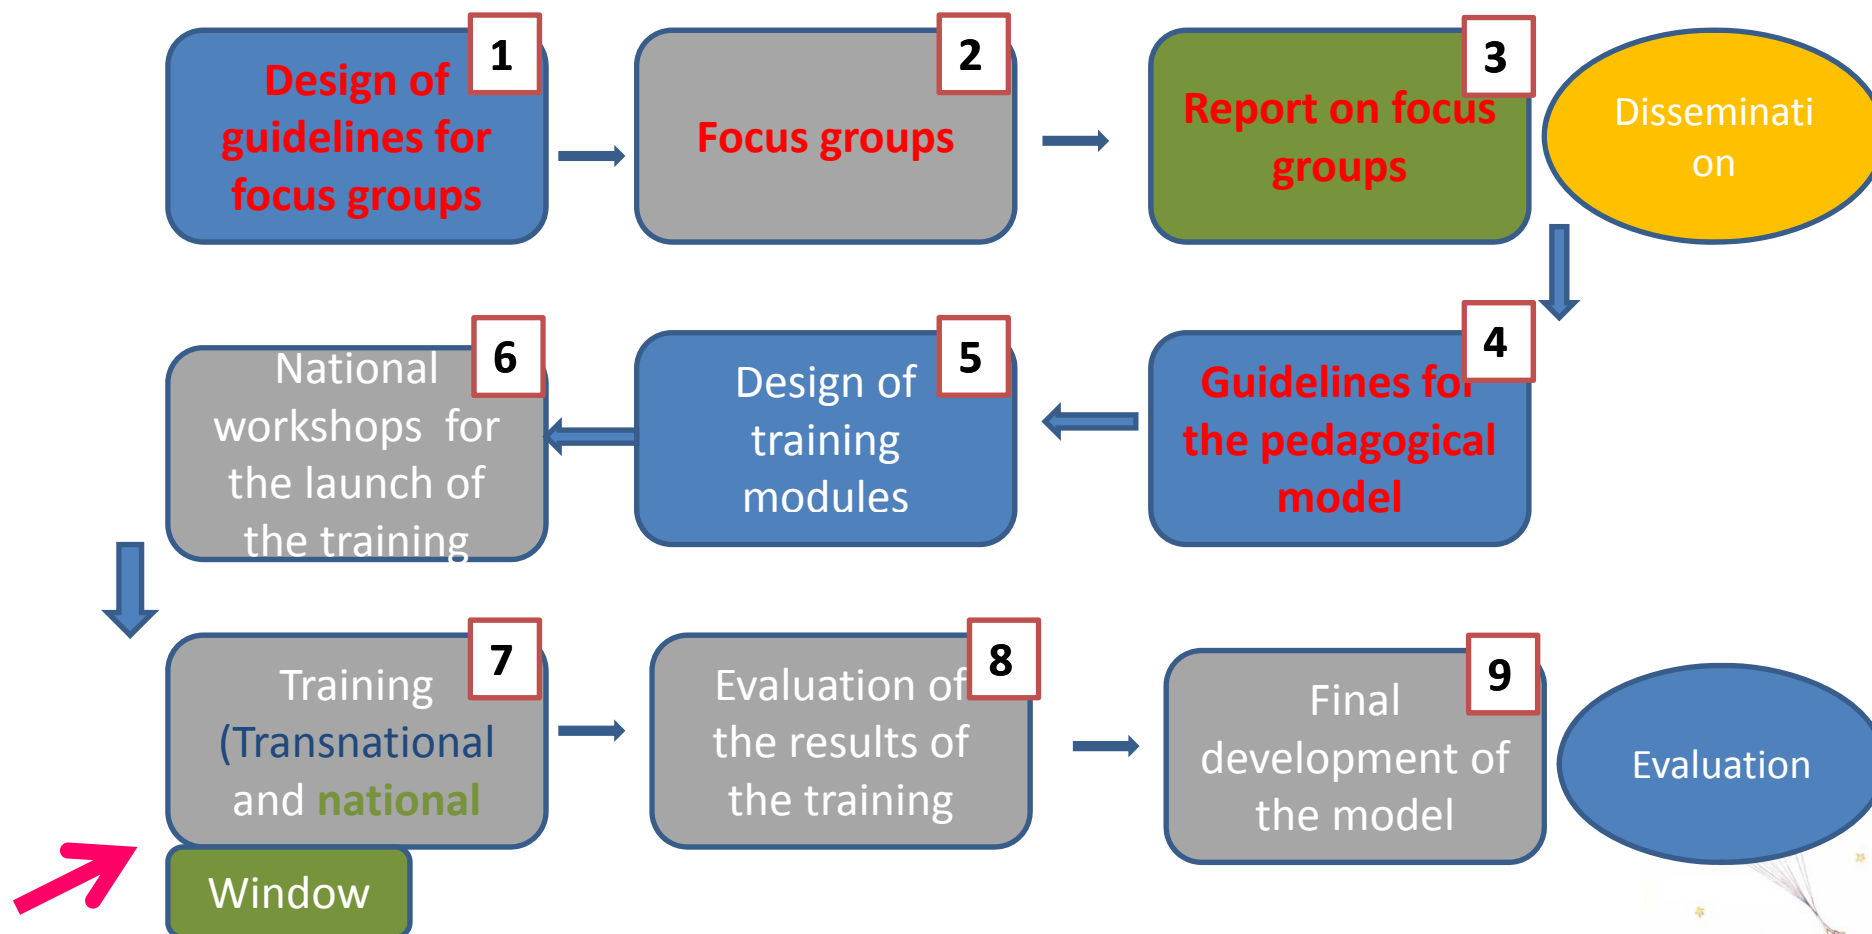 1
Design of
guidelines for
focus groups
2
Focus groups
3
Report on focus
groups
Disseminati
on
6
National
workshops for
the launch of
the training
5
Design of
training
modules
4
Guidelines for
the pedagogical
model
7
Training
(Transnational
and national
Window
8
Evaluation of
the results of
the training
9
Final
development of
the model
Evaluation